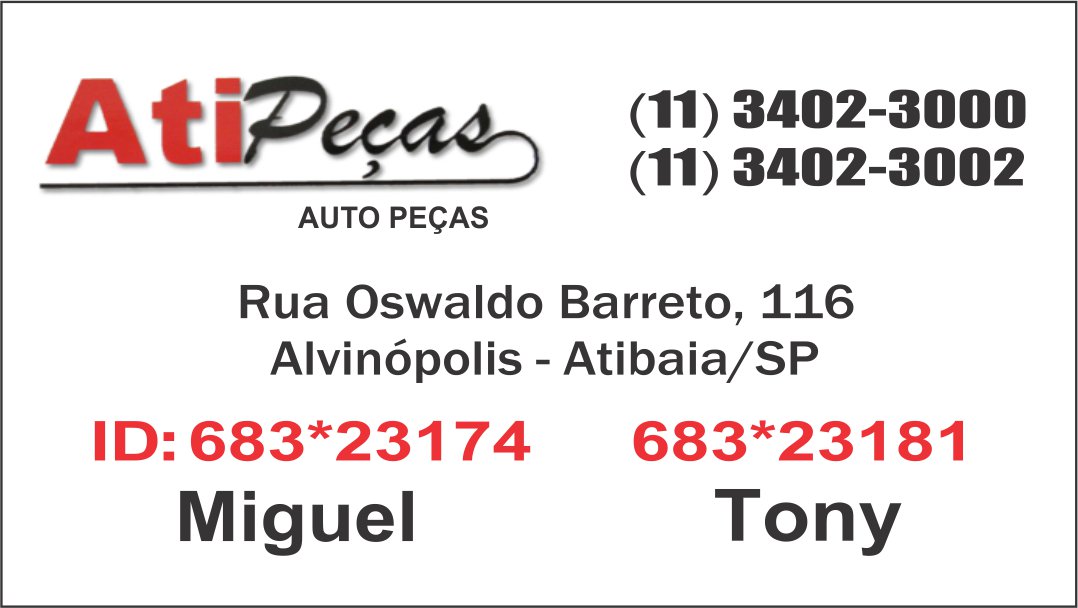 AtiPeças
AUTO PEÇAS
(11) 3402-3000
(11) 3402-3002
Rua Oswaldo Barreto, 116
Alvinópolis - Atibaia/SP
ID: 683*23174
Miguel
683*23181
Tony